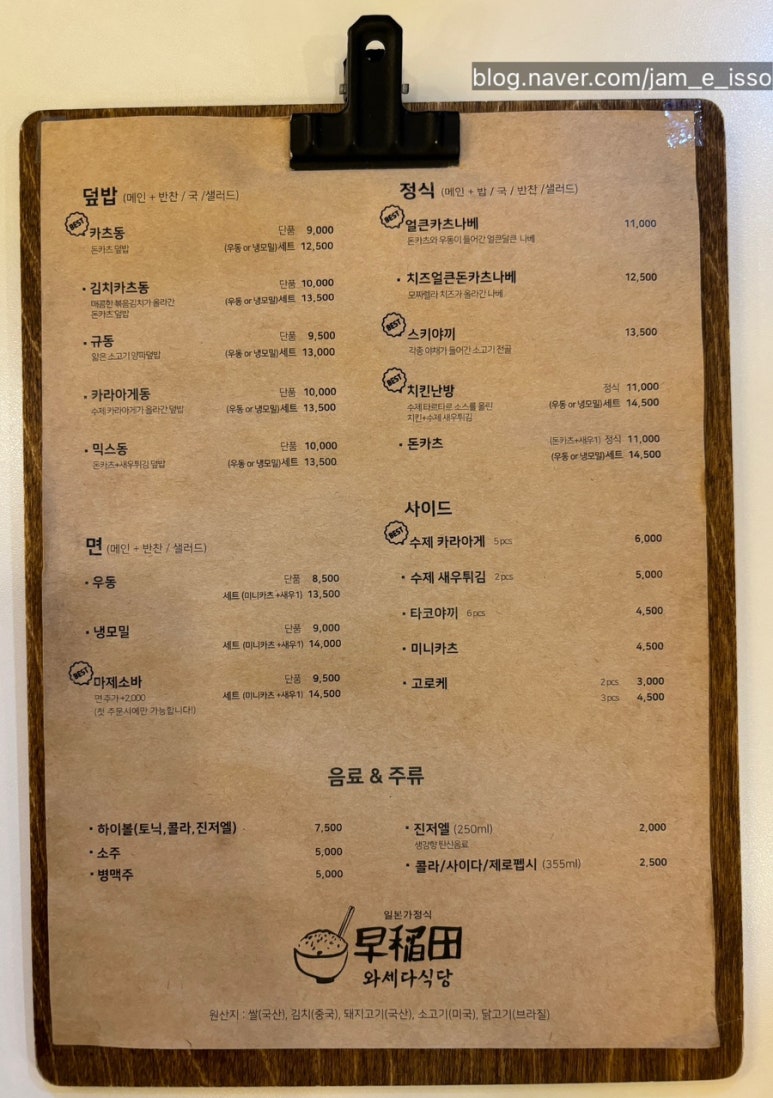 blog.naver.com/jam_e_isso
덮밥 (메인 + 반찬 / 국 /샐러드)
BEST 카츠동 단품 9,000
돈카츠 덮밥 (우동 or 냉모밀)세트 12,500
· 김치카츠동 단품 10,000
매콤한 볶음김치가 올라간 (우동 or 냉모밀)세트 13,500
돈카츠 덮밥
· 규동 단품 9,500
얇은 소고기 양파덮밥 (우동 or 냉모밀)세트 13,000
· 카라아게동 단품 10,000
수제 카라아게가 올라간 덮밥 (우동 or 냉모밀)세트 13,500
· 믹스동 단품 10,000
돈카츠+새우튀김 덮밥 (우동 or 냉모밀)세트 13,500
면 (메인 + 반찬 / 샐러드)
· 우동 단품 8,500
세트 (미니카츠 +새우1) 13,500
· 냉모밀 단품 9,000
세트 (미니카츠 +새우1) 14,000
BEST 마제소바 단품 9,500
면 추가 +2,000 세트 (미니카츠 +새우1) 14,500
(첫 주문시에만 가능합니다!)
정식 (메인 + 밥 / 국 / 반찬 /샐러드)
BEST 얼큰카츠나베 11,000
돈카츠와 우동이 들어간 얼큰달큰 나베
· 치즈얼큰돈카츠나베 12,500
모짜렐라 치즈가 올라간 나베
BEST 스키야끼 13,500
각종 야채가 들어간 소고기 전골
BEST 치킨난방 정식 11,000
수제 타르타르 소스를 올린 (우동 or 냉모밀)세트 14,500
치킨+수제 새우튀김
· 돈카츠 (돈카츠+새우1) 정식 11,000
(우동 or 냉모밀)세트 14,500
사이드
BEST 수제 카라아게 5pcs 6,000
· 수제 새우튀김 2pcs 5,000
· 타코야끼 6pcs 4,500
· 미니카츠 4,500
· 고로케 2pcs 3,000
3pcs 4,500
음료 & 주류
· 하이볼(토닉,콜라,진저엘) 7,500
· 소주 5,000
· 병맥주 5,000
· 진저엘 (250ml) 2,000
생강향 탄산음료
· 콜라/사이다/제로펩시 (355ml) 2,500
일본가정식
早稲田
와세다식당
원산지 : 쌀(국산), 김치(중국), 돼지고기(국산), 소고기(미국), 닭고기(브라질)